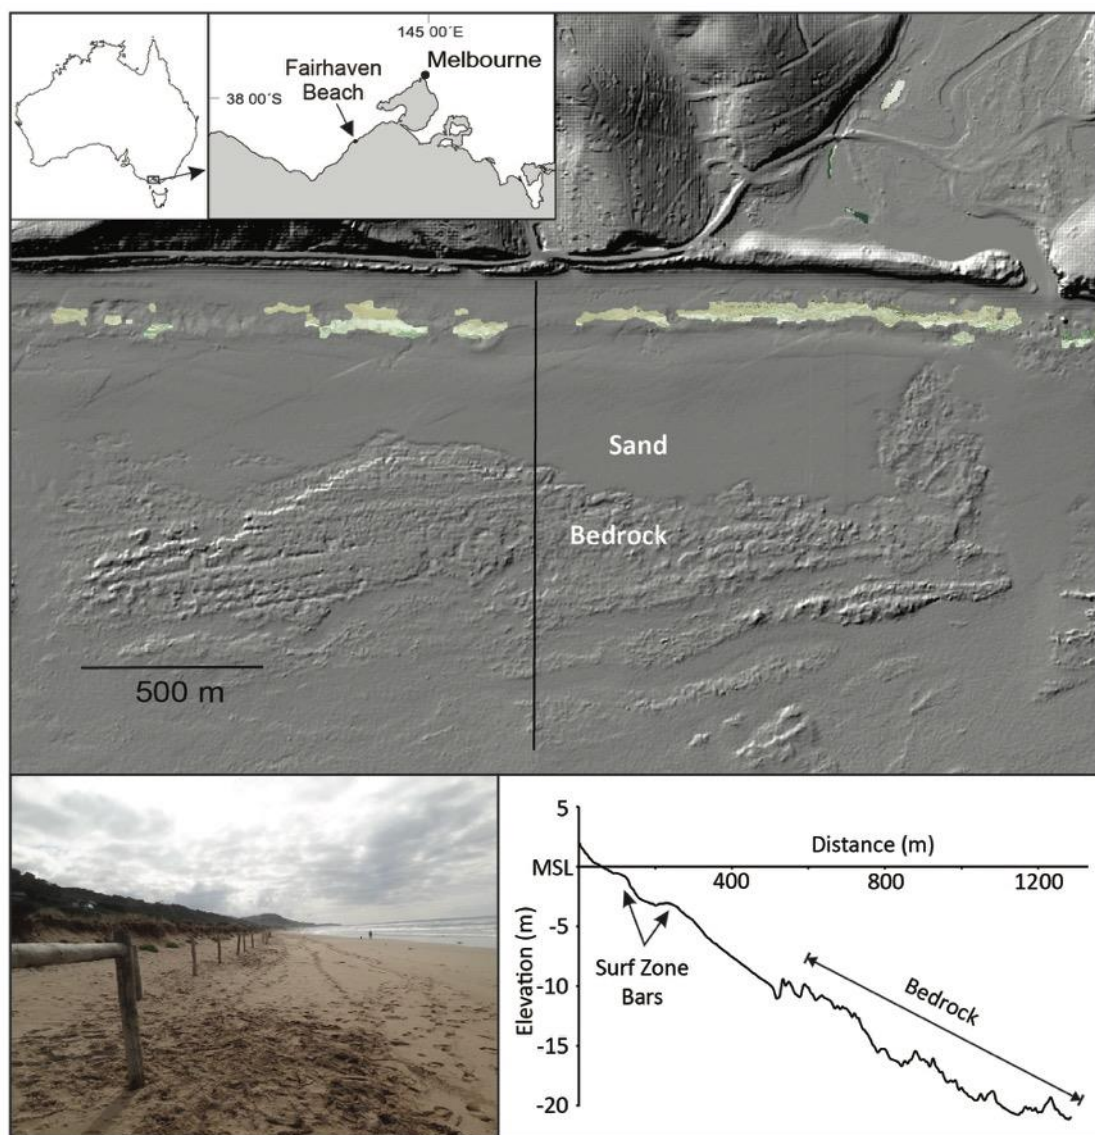 145 00'E
Melbourne
Fairhaven
Beach
38 00'S
Sand
Bedrock
500 m
5
Distance (m)
MSL
400
800
1200
-5
-10
-15
-20
Elevation (m)
Surf Zone
Bars
Bedrock